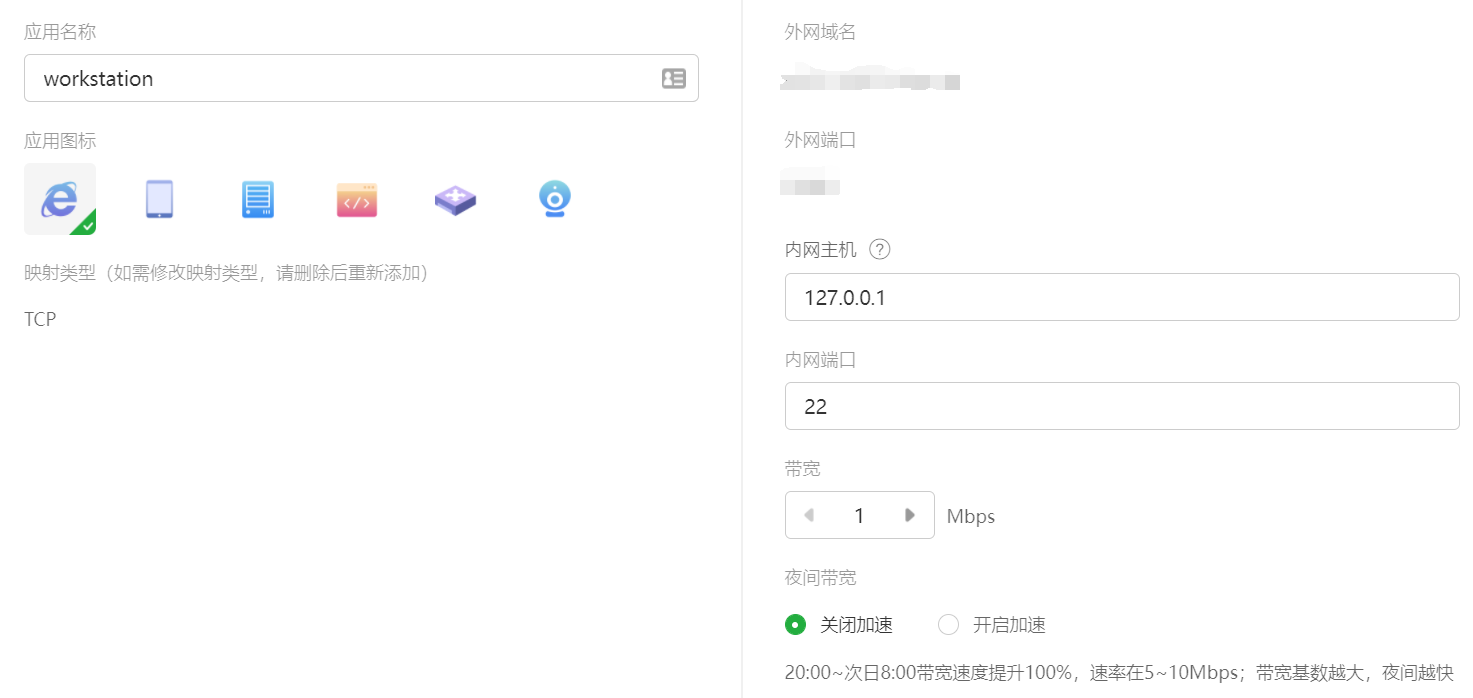 应用名称
workstation
应用图标
映射类型（如需修改映射类型，请删除后重新添加）
TCP
外网域名
外网端口
内网主机 ?
127.0.0.1
内网端口
22
带宽
1 Mbps
夜间带宽
关闭加速 开启加速
20:00~次日8:00带宽速度提升100%，速率在5~10Mbps；带宽基数越大，夜间越快